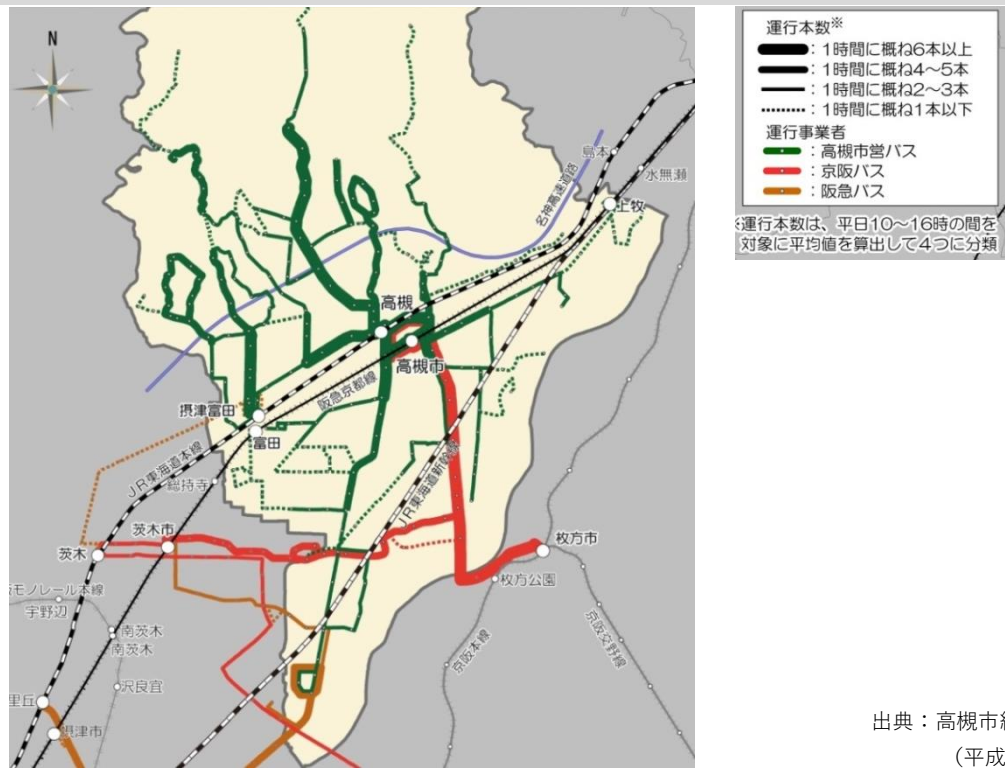 N
島本
水無瀬
名神高速道路
上牧
高槻
高槻市
阪急京都線
摂津富田
富田
JR東海道本線
総持寺
JR東海道新幹線
茨木市
茨木
枚方市
枚方公園
モノレール本線
宇野辺
南茨木
南茨木
京阪本線
京阪交野線
沢良宜
里丘
摂津市
運行本数※
：1時間に概ね6本以上
：1時間に概ね4～5本
：1時間に概ね2～3本
：1時間に概ね1本以下
運行事業者
：高槻市営バス
：京阪バス
：阪急バス
※運行本数は、平日10～16時の間を
対象に平均値を算出して4つに分類
出典：高槻市
（平成